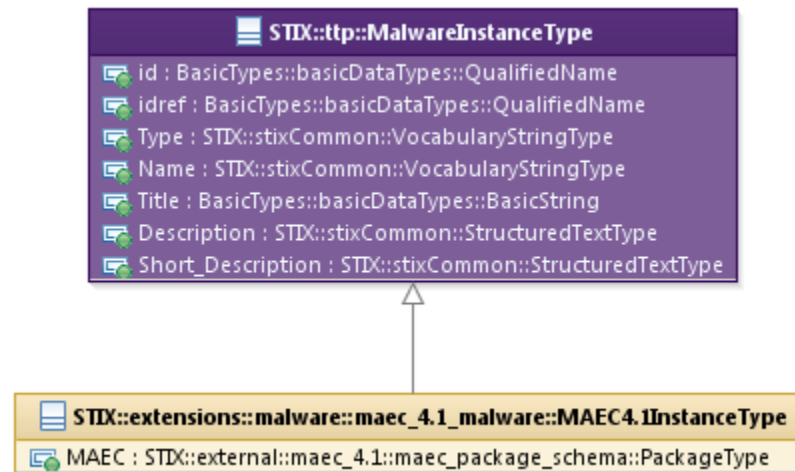 STIX::ttp::MalwareInstanceType
id : BasicTypes::basicDataTypes::QualifiedName
idref : BasicTypes::basicDataTypes::QualifiedName
Type : STIX::stixCommon::VocabularyStringType
Name : STIX::stixCommon::VocabularyStringType
Title : BasicTypes::basicDataTypes::BasicString
Description : STIX::stixCommon::StructuredTextType
Short_Description : STIX::stixCommon::StructuredTextType
STIX::extensions::malware::maec_4.1_malware::MAEC4.1InstanceType
MAEC : STIX::external::maec_4.1::maec_package_schema::PackageType